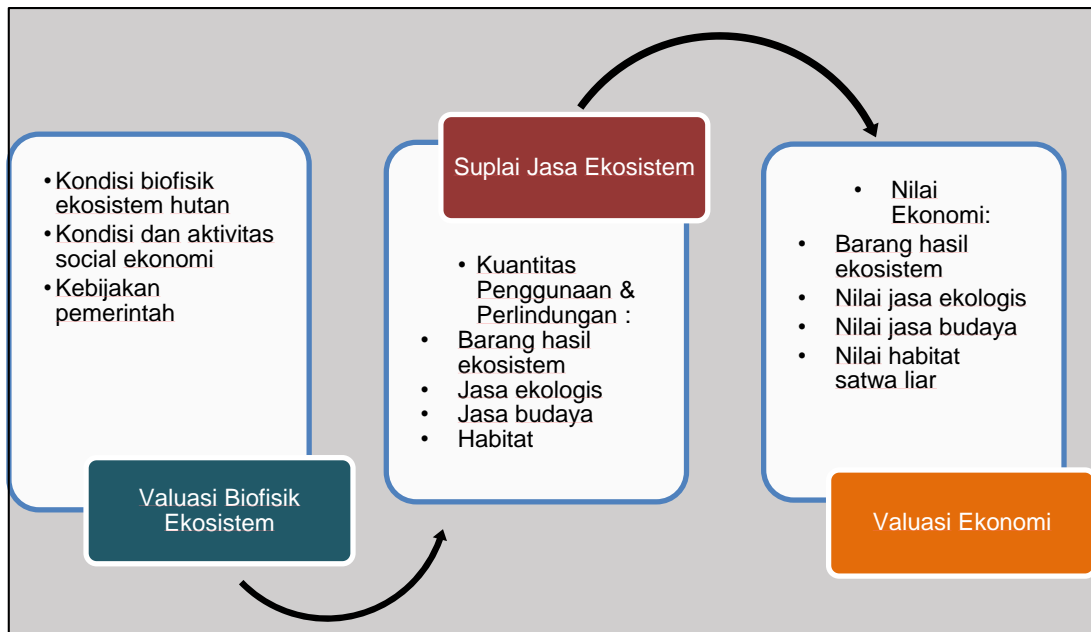 • Kondisi biofisik
ekosistem hutan
• Kondisi dan aktivitas
social ekonomi
• Kebijakan
pemerintah
Valuasi Biofisik
Ekosistem
Suplai Jasa Ekosistem
• Kuantitas
Penggunaan &
Perlindungan :
• Barang hasil
ekosistem
• Jasa ekologis
• Jasa budaya
• Habitat
• Nilai
Ekonomi:
• Barang hasil
ekosistem
• Nilai jasa ekologis
• Nilai jasa budaya
• Nilai habitat
satwa liar
Valuasi Ekonomi